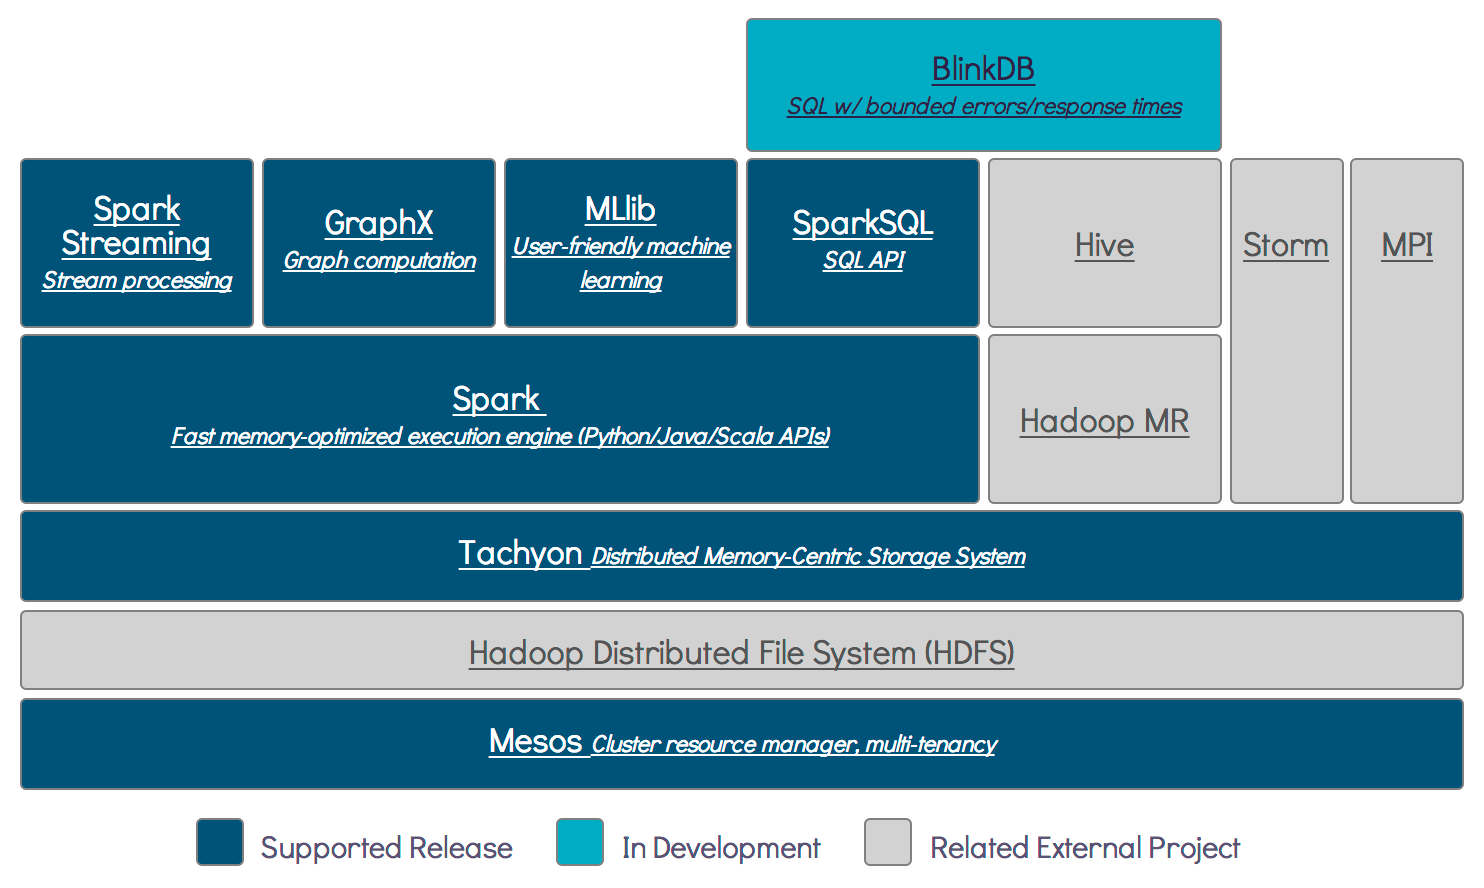 BlinkDB
SQL w/ bounded errors/response times
Spark
Streaming
Stream processing
GraphX
Graph computation
MLlib
User-friendly machine
learning
SparkSQL
SQL API
Hive
Storm
MPI
Spark
Fast memory-optimized execution engine (Python/Java/Scala APIs)
Hadoop MR
Tachyon Distributed Memory-Centric Storage System
Hadoop Distributed File System (HDFS)
Mesos Cluster resource manager, multi-tenancy
Supported Release
In Development
Related External Project